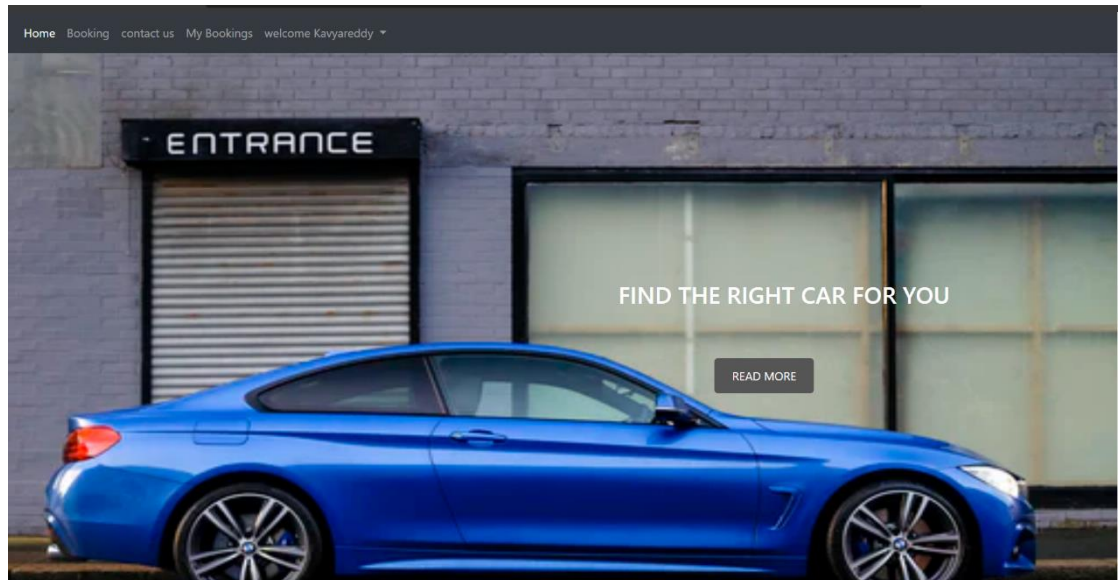 Home Booking contact us My Bookings welcome Kavyareddy
ENTRANCE
FIND THE RIGHT CAR FOR YOU
READ MORE